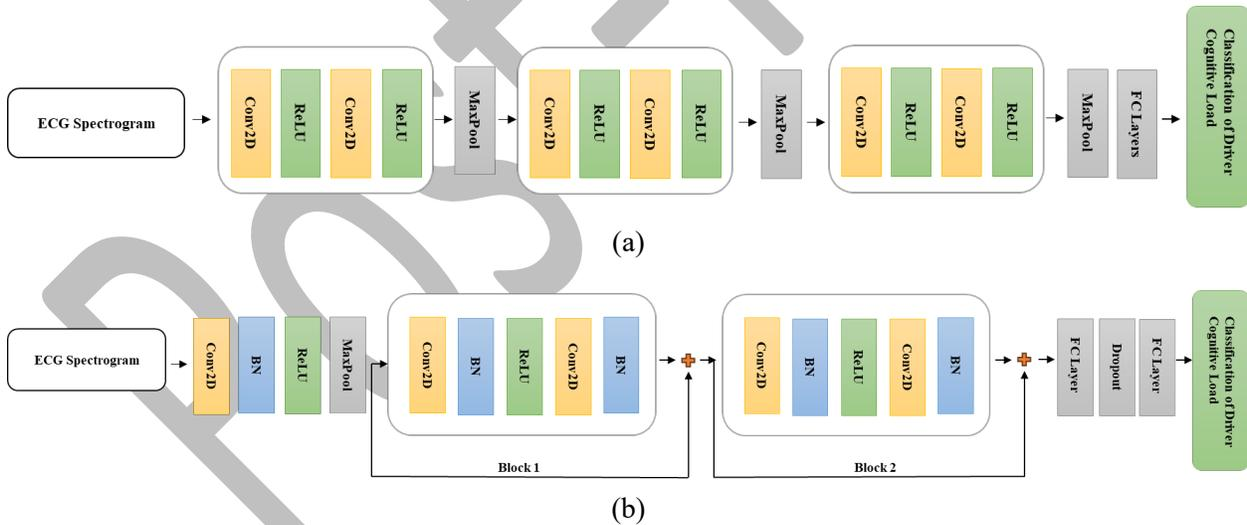 ECG Spectrogram
Conv2D
ReLU
Conv2D
ReLU
MaxPool
Conv2D
ReLU
Conv2D
ReLU
MaxPool
Conv2D
ReLU
Conv2D
ReLU
MaxPool
FC Layers
Classification of Driver
Cognitive Load
(a)
ECG Spectrogram
Conv2D
BN
ReLU
MaxPool
Conv2D
BN
ReLU
Conv2D
BN
Block 1
Conv2D
BN
ReLU
Conv2D
BN
Block 2
FC Layer
Dropout
FC Layer
Classification of Driver
Cognitive Load
(b)